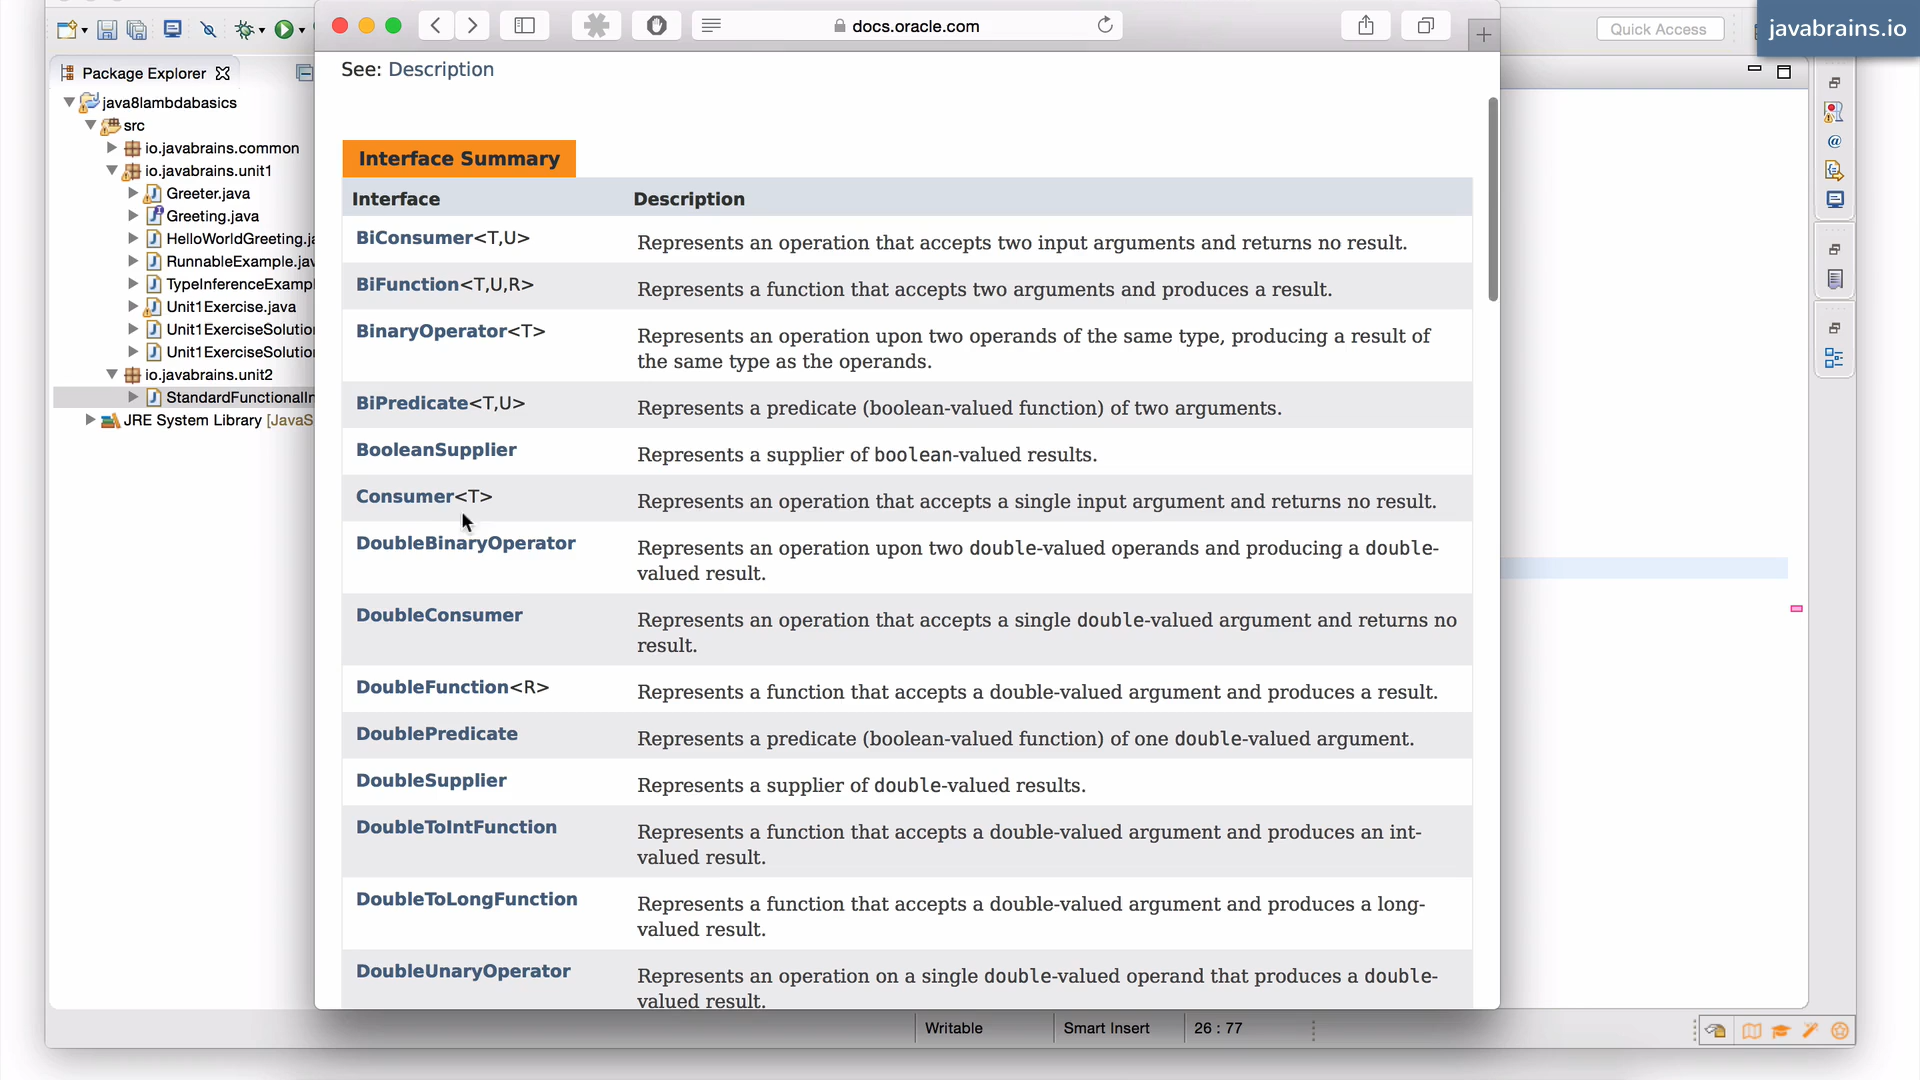 Quick Access
javabrains.io
docs.oracle.com
Package Explorer
java8lambdabasics
src
io.javabrains.common
io.javabrains.unit1
Greeter.java
Greeting.java
HelloWorldGreeting.ja
RunnableExample.jav
TypeInferenceExampl
Unit1Exercise.java
Unit1ExerciseSolutio
Unit1ExerciseSolutio
io.javabrains.unit2
StandardFunctionalIn
JRE System Library [JavaS
See: Description
Interface Summary
Interface Description
BiConsumer<T,U> Represents an operation that accepts two input arguments and returns no result.
BiFunction<T,U,R> Represents a function that accepts two arguments and produces a result.
BinaryOperator<T> Represents an operation upon two operands of the same type, producing a result of
the same type as the operands.
BiPredicate<T,U> Represents a predicate (boolean-valued function) of two arguments.
BooleanSupplier Represents a supplier of boolean-valued results.
Consumer<T> Represents an operation that accepts a single input argument and returns no result.
DoubleBinaryOperator Represents an operation upon two double-valued operands and producing a double-
valued result.
DoubleConsumer Represents an operation that accepts a single double-valued argument and returns no
result.
DoubleFunction<R> Represents a function that accepts a double-valued argument and produces a result.
DoublePredicate Represents a predicate (boolean-valued function) of one double-valued argument.
DoubleSupplier Represents a supplier of double-valued results.
DoubleToIntFunction Represents a function that accepts a double-valued argument and produces an int-
valued result.
DoubleToLongFunction Represents a function that accepts a double-valued argument and produces a long-
valued result.
DoubleUnaryOperator Represents an operation on a single double-valued operand that produces a double-
valued result.
Writable Smart Insert 26 : 77